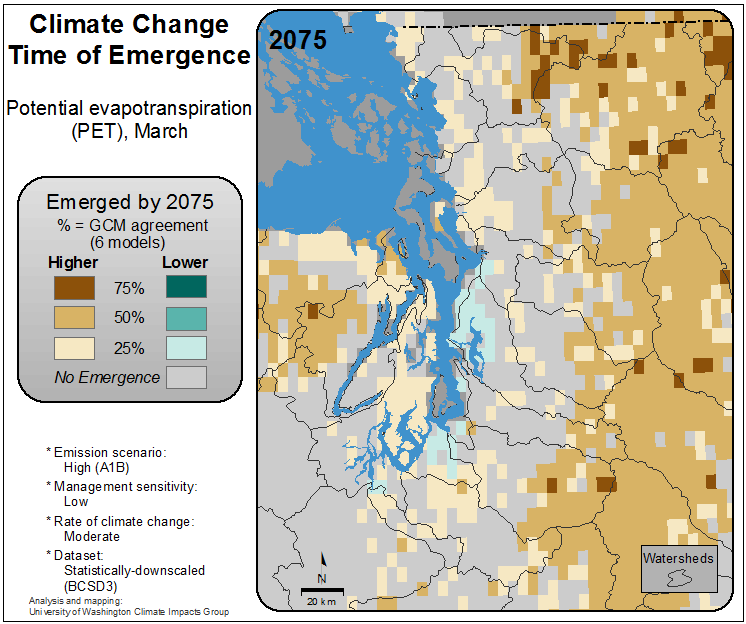 Climate Change
Time of Emergence
Potential evapotranspiration
(PET), March
Emerged by 2075
% = GCM agreement
(6 models)
Higher Lower
75%
50%
25%
No Emergence
* Emission scenario:
High (A1B)
* Management sensitivity:
Low
* Rate of climate change:
Moderate
* Dataset:
Statistically-downscaled
(BCSD3)
Analysis and mapping:
University of Washington Climate Impacts Group
2075
N
20 km
Watersheds